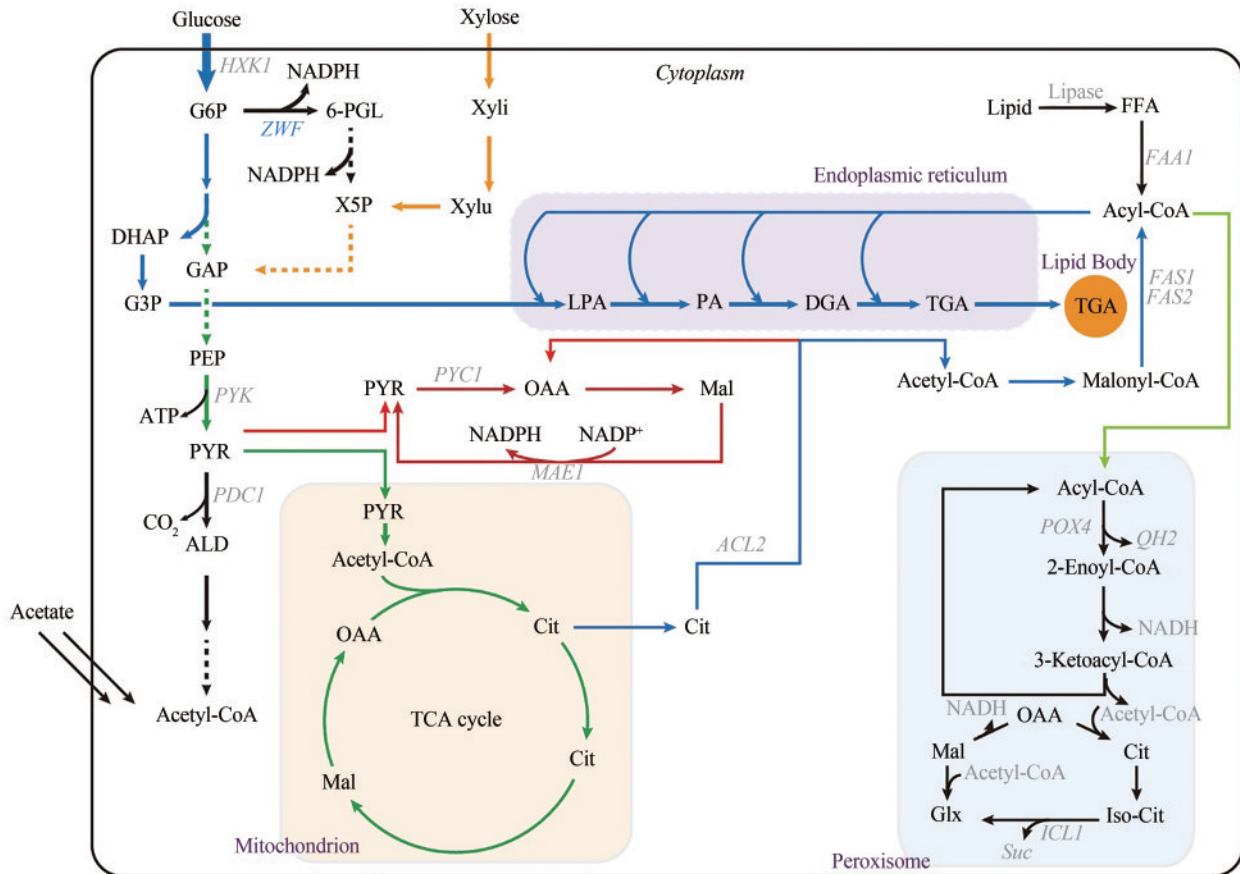 Glucose
Xylose
HXK1
NADPH
Cytoplasm
G6P
6-PGL
Xyli
Lipid
Lipase
FFA
ZWF
NADPH
FAA1
Endoplasmic reticulum
X5P
Xylu
Acyl-CoA
DHAP
GAP
Lipid Body
FAS1
FAS2
G3P
LPA
PA
DGA
TGA
TGA
PEP
PYK
PYR
PYC1
OAA
Mal
Acetyl-CoA
Malonyl-CoA
ATP
NADPH
NADP+
PYR
MAE1
PDC1
PYR
Acyl-CoA
CO2
ALD
ACL2
POX4
QH2
Acetyl-CoA
2-Enoyl-CoA
Acetate
OAA
Cit
Cit
NADH
3-Ketoacyl-CoA
Acetyl-CoA
TCA cycle
NADH
OAA
Acetyl-CoA
Mal
Cit
Cit
Mal
Acetyl-CoA
Glx
Iso-Cit
ICL1
Suc
Mitochondrion
Peroxisome